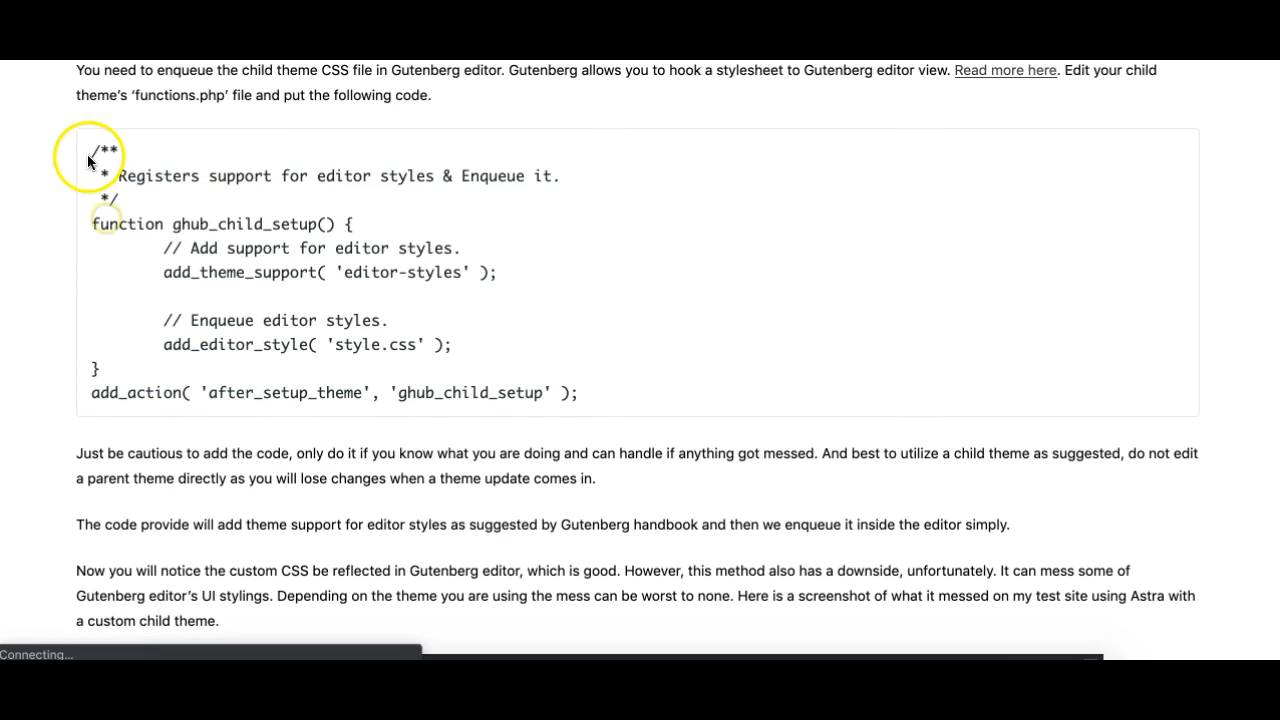 You need to enqueue the child theme CSS file in Gutenberg editor. Gutenberg allows you to hook a stylesheet to Gutenberg editor view. Read more here. Edit your child
theme's 'functions.php' file and put the following code.
/**
* Registers support for editor styles & Enqueue it.
*/
function ghub_child_setup() {
// Add support for editor styles.
add_theme_support( 'editor-styles' );
// Enqueue editor styles.
add_editor_style( 'style.css' );
}
add_action( 'after_setup_theme', 'ghub_child_setup' );
Just be cautious to add the code, only do it if you know what you are doing and can handle if anything got messed. And best to utilize a child theme as suggested, do not edit
a parent theme directly as you will lose changes when a theme update comes in.
The code provide will add theme support for editor styles as suggested by Gutenberg handbook and then we enqueue it inside the editor simply.
Now you will notice the custom CSS be reflected in Gutenberg editor, which is good. However, this method also has a downside, unfortunately. It can mess some of
Gutenberg editor's UI stylings. Depending on the theme you are using the mess can be worst to none. Here is a screenshot of what it messed on my test site using Astra with
a custom child theme.
Connecting...